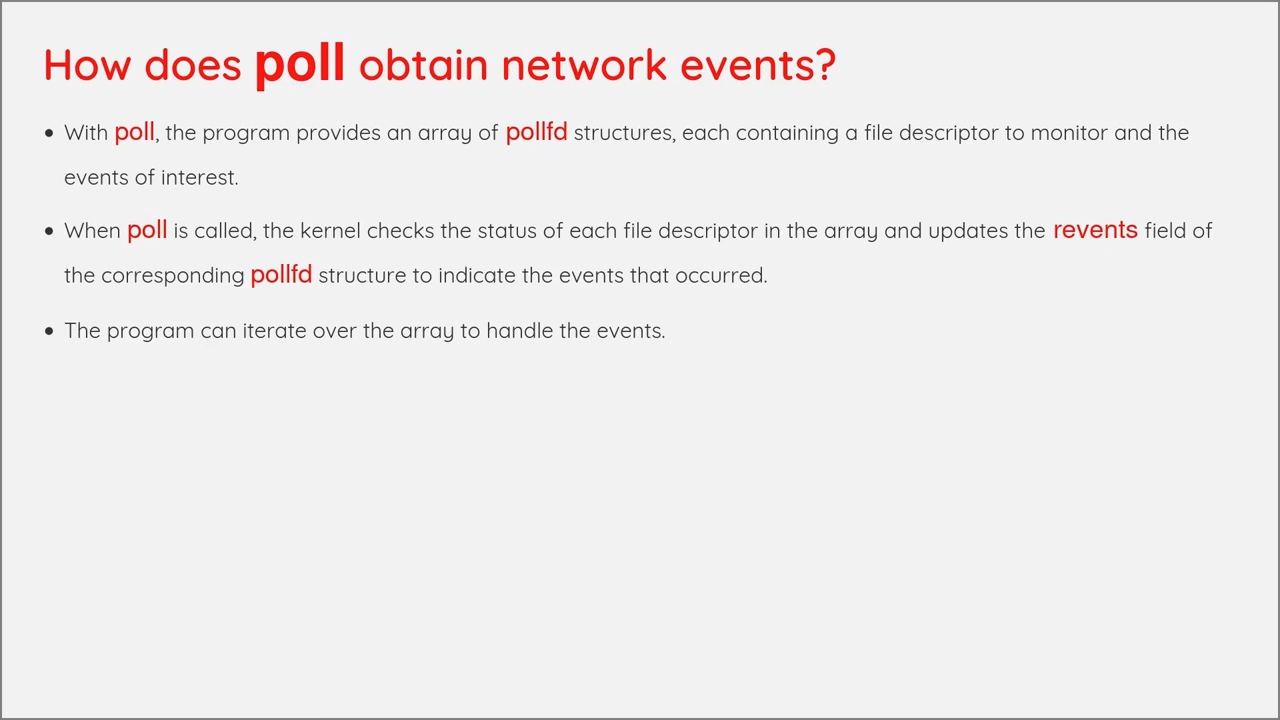 How does poll obtain network events?
• With poll, the program provides an array of pollfd structures, each containing a file descriptor to monitor and the
events of interest.
• When poll is called, the kernel checks the status of each file descriptor in the array and updates the revents field of
the corresponding pollfd structure to indicate the events that occurred.
• The program can iterate over the array to handle the events.